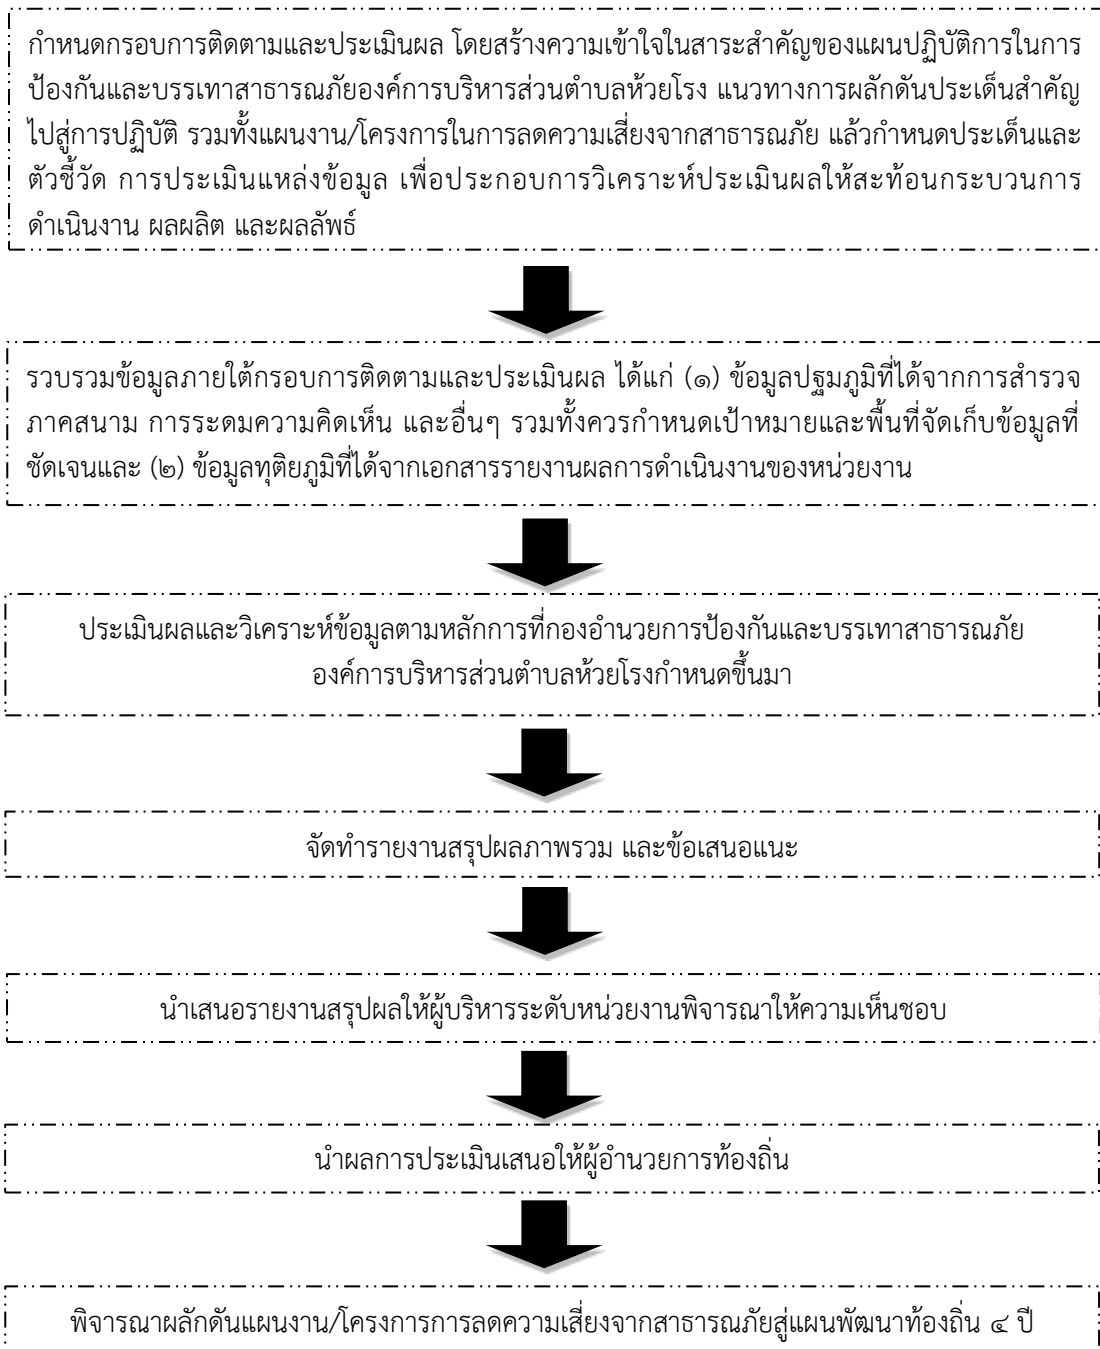 กำหนดกรอบการติดตามและประเมินผล โดยสร้างความเข้าใจในสาระสำคัญของแผนปฏิบัติการในการ
ป้องกันและบรรเทาสาธารณภัยองค์การบริหารส่วนตำบลห้วยโรง แนวทางการผลักดันประเด็นสำคัญ
ไปสู่การปฏิบัติ รวมทั้งแผนงาน/โครงการในการลดความเสี่ยงจากสาธารณภัย แล้วกำหนดประเด็นและ
ตัวชี้วัด การประเมินแหล่งข้อมูล เพื่อประกอบการวิเคราะห์ประเมินผลให้สะท้อนกระบวนการ
ดำเนินงาน ผลผลิต และผลลัพธ์
รวบรวมข้อมูลภายใต้กรอบการติดตามและประเมินผล ได้แก่ (๑) ข้อมูลปฐมภูมิที่ได้จากการสำรวจ
ภาคสนาม การระดมความคิดเห็น และอื่นๆ รวมทั้งควรกำหนดเป้าหมายและพื้นที่จัดเก็บข้อมูลที่
ชัดเจนและ (๒) ข้อมูลทุติยภูมิที่ได้จากเอกสารรายงานผลการดำเนินงานของหน่วยงาน
ประเมินผลและวิเคราะห์ข้อมูลตามหลักการที่กองอำนวยการป้องกันและบรรเทาสาธารณภัย
องค์การบริหารส่วนตำบลห้วยโรงกำหนดขึ้นมา
จัดทำรายงานสรุปผลภาพรวม และข้อเสนอแนะ
นำเสนอรายงานสรุปผลให้ผู้บริหารระดับหน่วยงานพิจารณาให้ความเห็นชอบ
นำผลการประเมินเสนอให้ผู้อำนวยการท้องถิ่น
พิจารณาผลักดันแผนงาน/โครงการการลดความเสี่ยงจากสาธารณภัยสู่แผนพัฒนาท้องถิ่น ๔ ปี